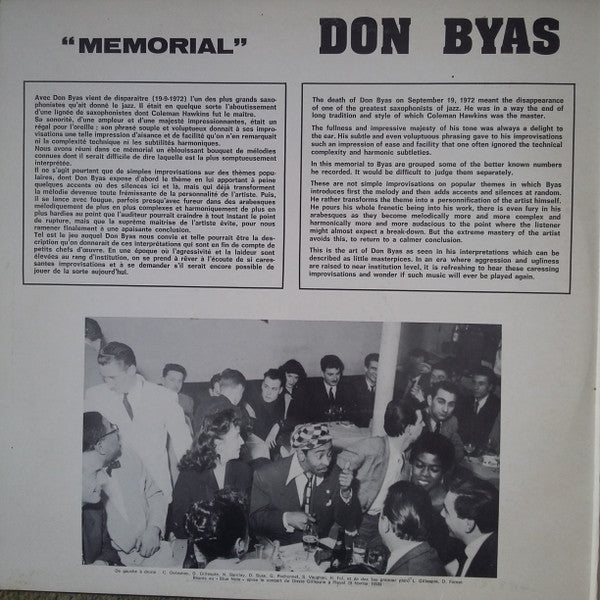 “MEMORIAL”
DON BYAS
Avec Don Byas vient de disparaître (19-9-1972) l'un des plus grands saxo-
phonistes qu'ait donné le jazz. Il était en quelque sorte l'aboutissement
d'une lignée de saxophonistes dont Coleman Hawkins fut le maître.
Sa sonorité, d'une ampleur et d'une majesté impressionnantes, était un
régal pour l'oreille : son phrasé souple et voluptueux donnait à ses impro-
visations une telle impression d'aisance et de facilité qu'on n'en remarquait
ni la complexité technique ni les subtilités harmoniques.
Nous avons réuni dans ce mémorial un éblouissant bouquet de mélodies
connues dont il serait difficile de dire laquelle est la plus somptueusement
interprétée.
Il ne s'agit pourtant que de simples improvisations sur des thèmes popu-
laires, dont Don Byas expose d'abord le thème en lui apportant à peine
quelques accents où des silences ici et là, mais qui déjà transforment
la mélodie devenue toute frémissante de la personnalité de l'artiste. Puis,
il se lance avec fougue, parfois presqu'avec fureur dans des arabesques
mélodiquement de plus en plus complexes et harmoniquement de plus en
plus hardies au point que l'auditeur pourrait craindre à tout instant le point
de rupture, mais que la suprême maîtrise de l'artiste évite, pour nous
ramener finalement à une apaisante conclusion.
Tel est le jeu auquel Don Byas nous convie et telle pourrait être la des-
cription qu'on donnerait de ces interprétations qui sont en fin de compte de
petits chefs d'œuvre. En une époque où l'agressivité et la laideur sont
élevées au rang d'institution, on se prend à rêver à l'écoute de si cares-
santes improvisations et à se demander s'il serait encore possible de
jouer de la sorte aujourd'hui.
The death of Don Byas on September 19, 1972 meant the disappearance
of one of the greatest saxophonists of jazz. He was in a way the end of
long tradition and style of which Coleman Hawkins was the master.
The fullness and impressive majesty of his tone was always a delight to
the ear. His subtle and even voluptuous phrasing gave to his improvisations
such an impression of ease and facility that one often ignored the technical
complexity and harmonic subtleties.
In this memorial to Byas are grouped some of the better known numbers
he recorded. It would be difficult to judge them separately.
These are not simple improvisations on popular themes in which Byas
introduces first the melody and then adds accents and silences at random.
He rather transforms the theme into a personnification of the artist himself.
He pours his whole frenetic being into his work, there is even fury in his
arabesques as they become melodically more and more complex and
harmonically more and more audacious to the point where the listener
might almost expect a break-down. But the extreme mastery of the artist
avoids this, to return to a calmer conclusion.
This is the art of Don Byas as seen in his interpretations which can be
described as little masterpices. In an era where aggression and ugliness
are raised to near institution level, it is refreshing to hear these caressing
improvisations and wonder if such music will ever be played again.
De gauche à droite : C. D. Gillespie, N. Barclay, D. Byas, G. Pochonnet, S. Vaughan, H. Pol, et de dos L. Gillespie, D.
Réunis au « Blue Note » après le concert de Dizzy Gillespie à Pleyel